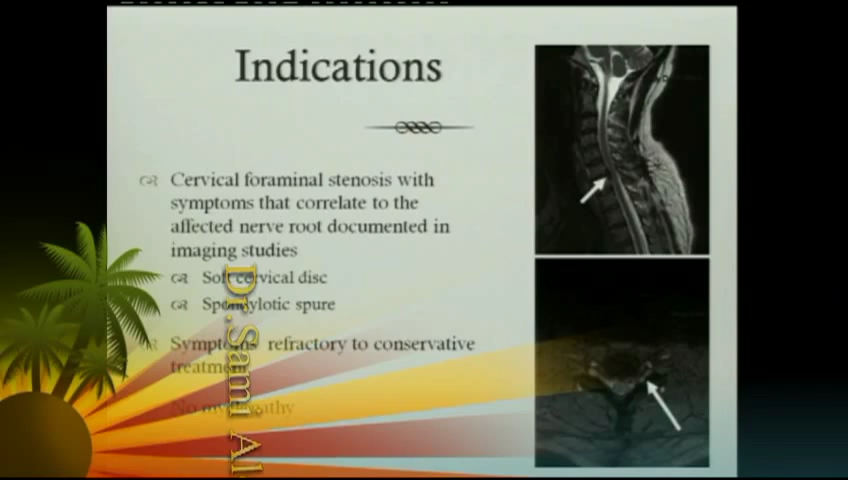 Indications
Cervical foraminal stenosis with
symptoms that correlate to the
affected nerve root documented in
imaging studies
Soft cervical disc
Spondylotic spure
Symptoms refractory to conservative
treatment
No myelopathy
Dr.Sami Al